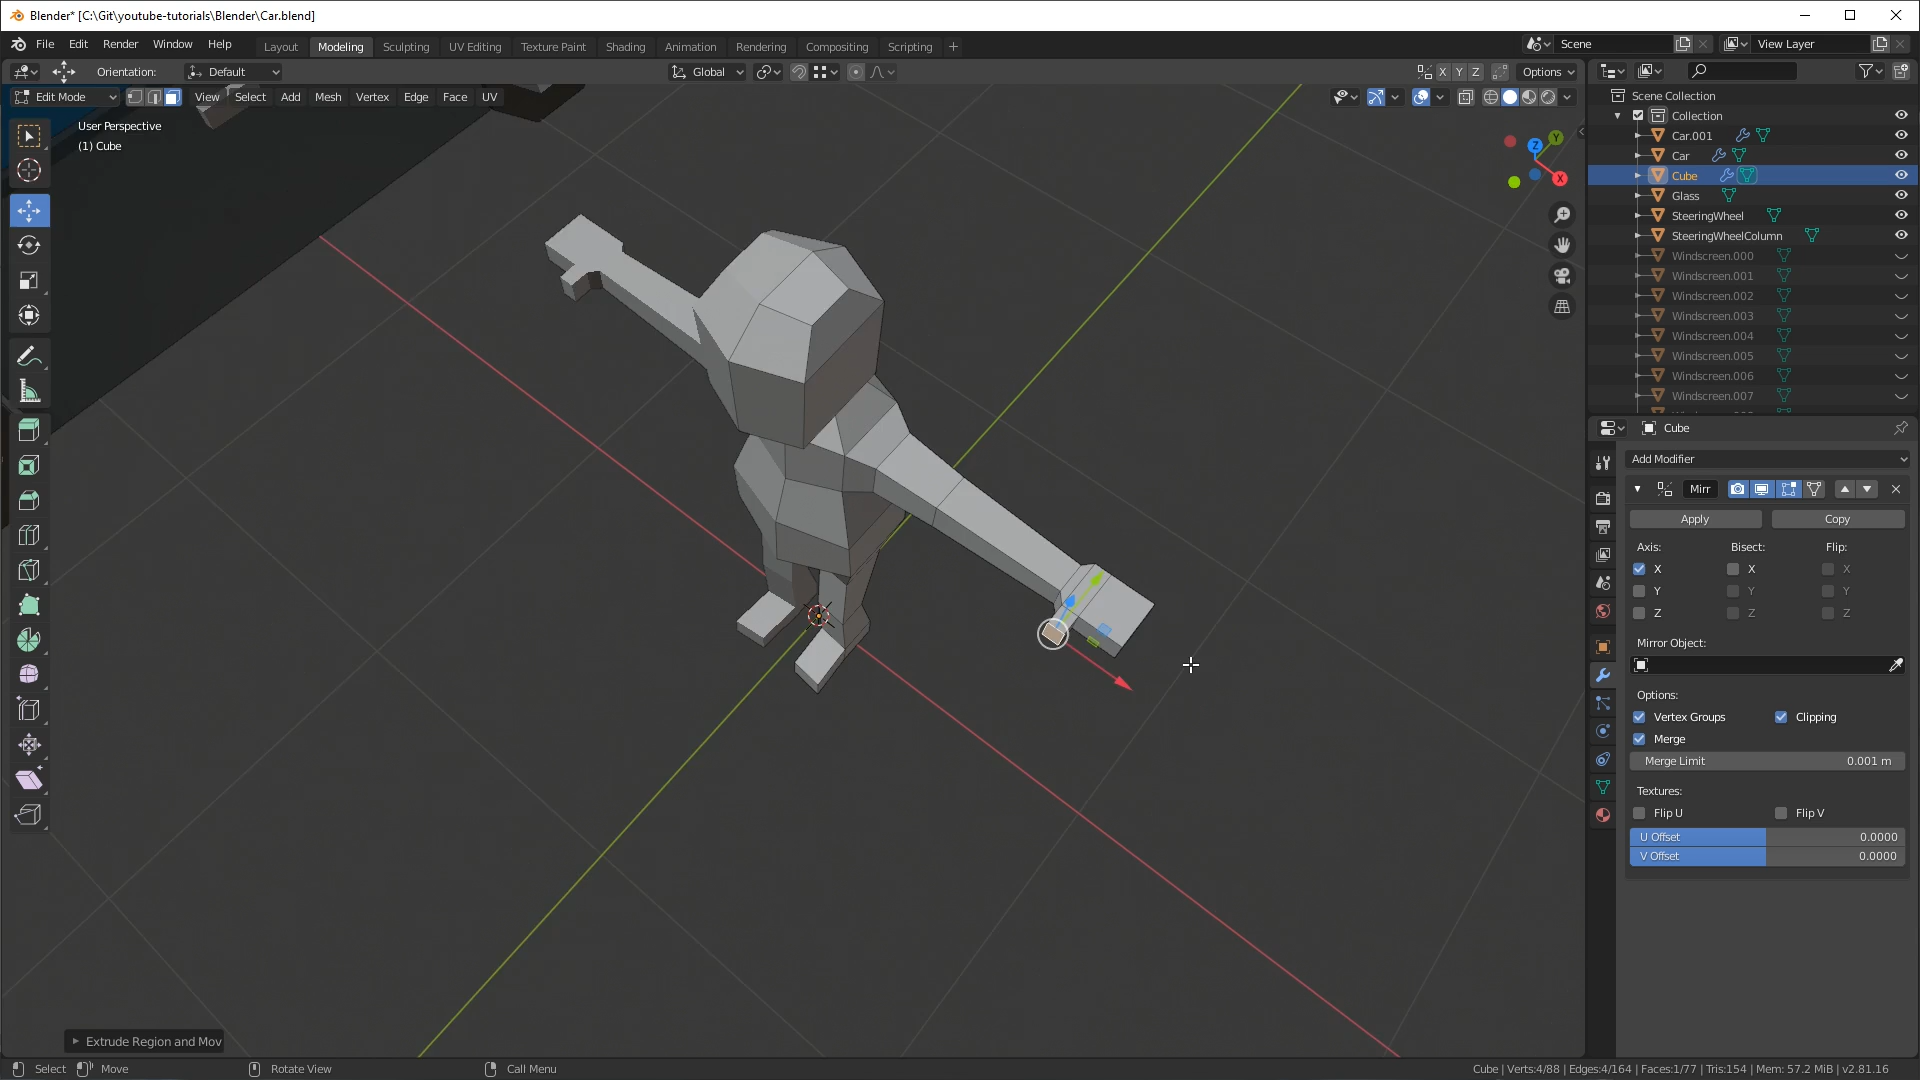 Blender* [C:\Git\youtube-tutorials\Blender\Car.blend]
File Edit Render Window Help Layout Modeling Sculpting UV Editing Texture Paint Shading Animation Rendering Compositing Scripting + Scene View Layer
Orientation: Default Global X Y Z Options
Edit Mode View Select Add Mesh Vertex Edge Face UV
User Perspective
(1) Cube
Z Y X
Scene Collection
Collection
Car.001
Car
Cube
Glass
SteeringWheel
SteeringWheelColumn
Windscreen.000
Windscreen.001
Windscreen.002
Windscreen.003
Windscreen.004
Windscreen.005
Windscreen.006
Windscreen.007
Cube
Add Modifier
Mirr
Apply Copy
Axis: Bisect: Flip:
X X X
Y Y Y
Z Z Z
Mirror Object:
Options:
Vertex Groups Clipping
Merge
Merge Limit 0.001 m
Textures:
Flip U Flip V
U Offset 0.0000
V Offset 0.0000
Extrude Region and Mov
Select Move Rotate View Call Menu Cube | Verts:4/88 | Edges:4/164 | Faces:1/77 | Tris:154 | Mem: 57.2 MiB | v2.81.16